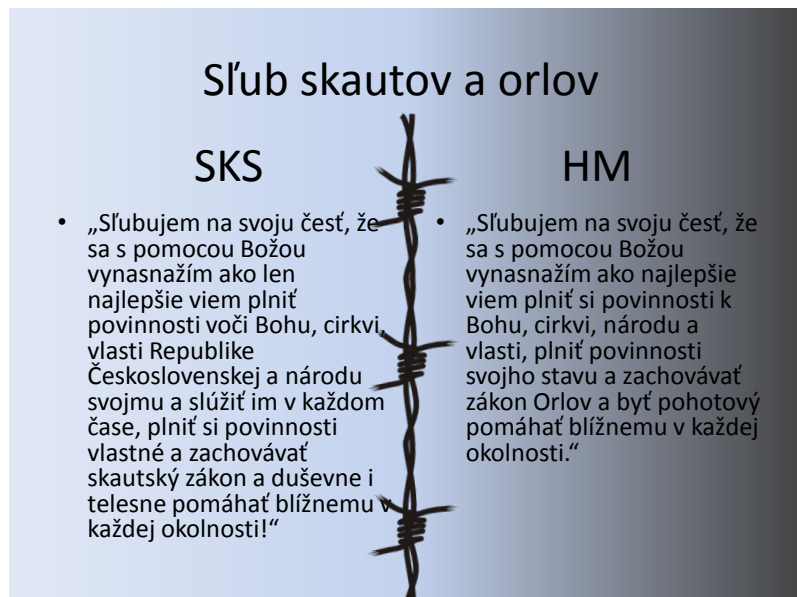 Sľub skautov a orlov
SKS
• „Sľubujem na svoju česť, že
sa s pomocou Božou
vynasnažím ako len
najlepšie viem plniť
povinnosti voči Bohu, cirkvi,
vlasti Republike
Československej a národu
svojmu a slúžiť im v každom
čase, plniť si povinnosti
vlastné a zachovávať
skautský zákon a duševne i
telesne pomáhať blížnemu v
každej okolnosti!“
HM
• „Sľubujem na svoju česť, že
sa s pomocou Božou
vynasnažím ako najlepšie
viem plniť si povinnosti k
Bohu, cirkvi, národu a
vlasti, plniť povinnosti
svojho stavu a zachovávať
zákon Orlov a byť pohotový
pomáhať blížnemu v každej
okolnosti.“